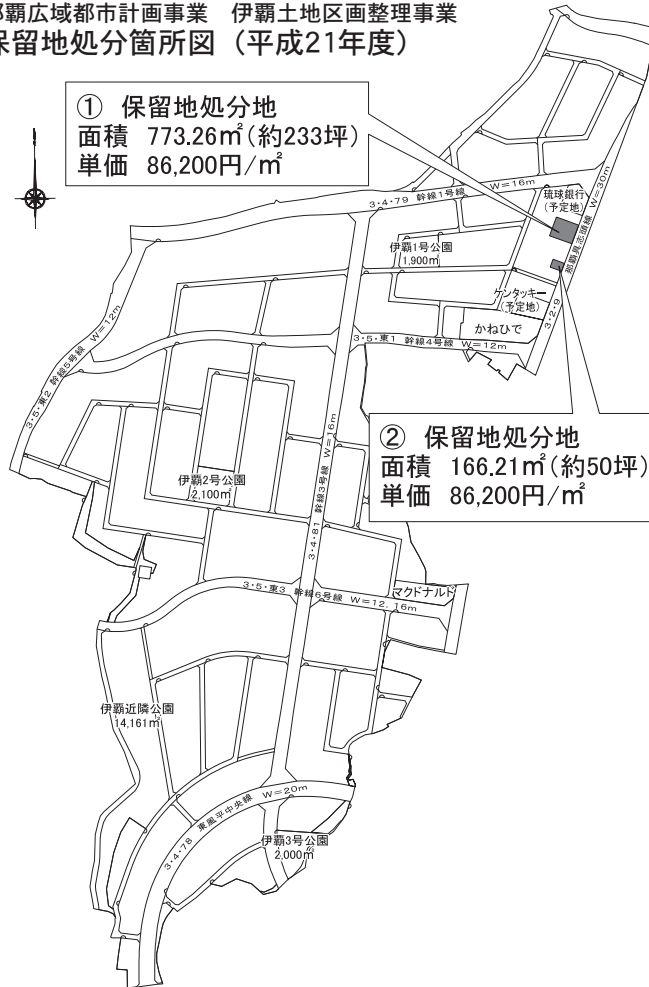 那覇広域都市計画事業 伊覇土地区画整理事業
保留地処分箇所図（平成21年度）
① 保留地処分地
面積 773.26㎡（約233坪）
単価 86,200円/㎡
3・4・79 幹線1号線 W=16m
琉球銀行
（予定地）
3・2・9 那覇具志頭線 W=30m
伊覇1号公園
1,900㎡
ケンタッキー
（予定地）
かねひで
3・5・東1 幹線4号線 W=12m
3・5・東2 幹線5号線 W=12m
② 保留地処分地
面積 166.21㎡（約50坪）
単価 86,200円/㎡
伊覇2号公園
2,100㎡
3・4・81 幹線3号線 W=16m
3・5・東3 幹線6号線 W=12.16m
マクドナルド
伊覇近隣公園
14,161㎡
3・4・78 東風平中央線 W=20m
伊覇3号公園
2,000㎡